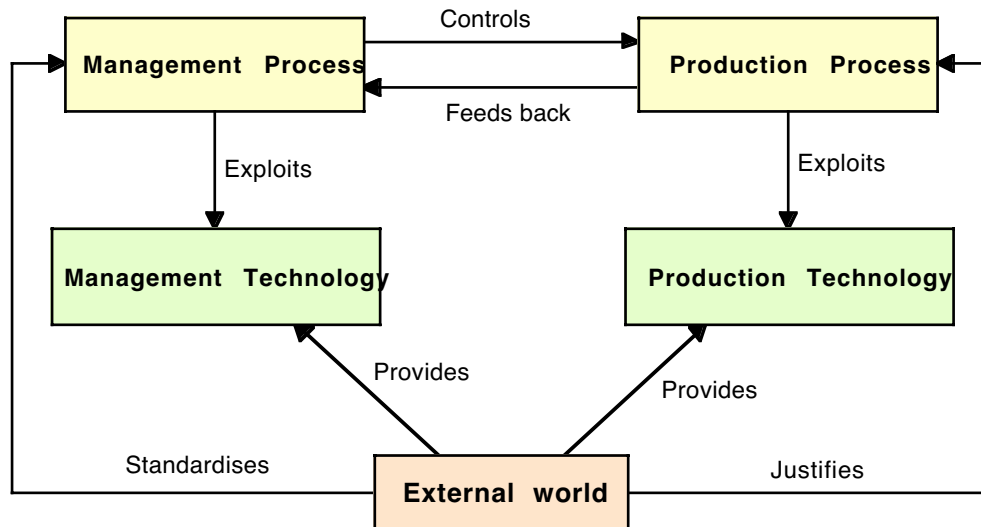 Controls
Management Process
Production Process
Feeds back
Exploits
Exploits
Management Technology
Production Technology
Provides
Provides
Standardises
Justifies
External world